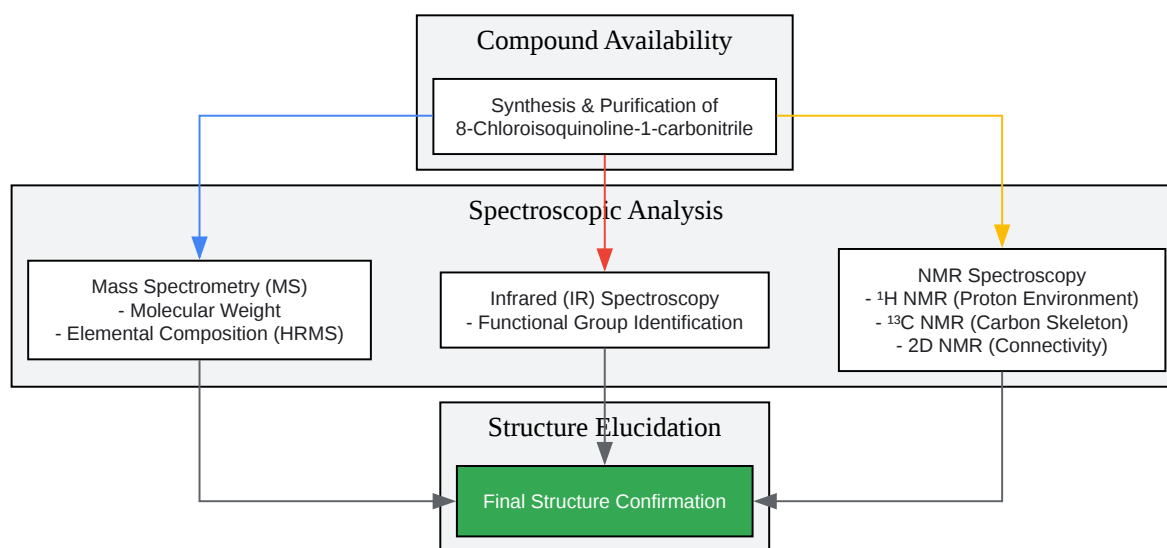 Compound Availability
Synthesis & Purification of
8-Chloroisoquinoline-1-carbonitrile
Spectroscopic Analysis
Mass Spectrometry (MS)
- Molecular Weight
- Elemental Composition (HRMS)
Infrared (IR) Spectroscopy
- Functional Group Identification
NMR Spectroscopy
- ¹H NMR (Proton Environment)
- ¹³C NMR (Carbon Skeleton)
- 2D NMR (Connectivity)
Structure Elucidation
Final Structure Confirmation